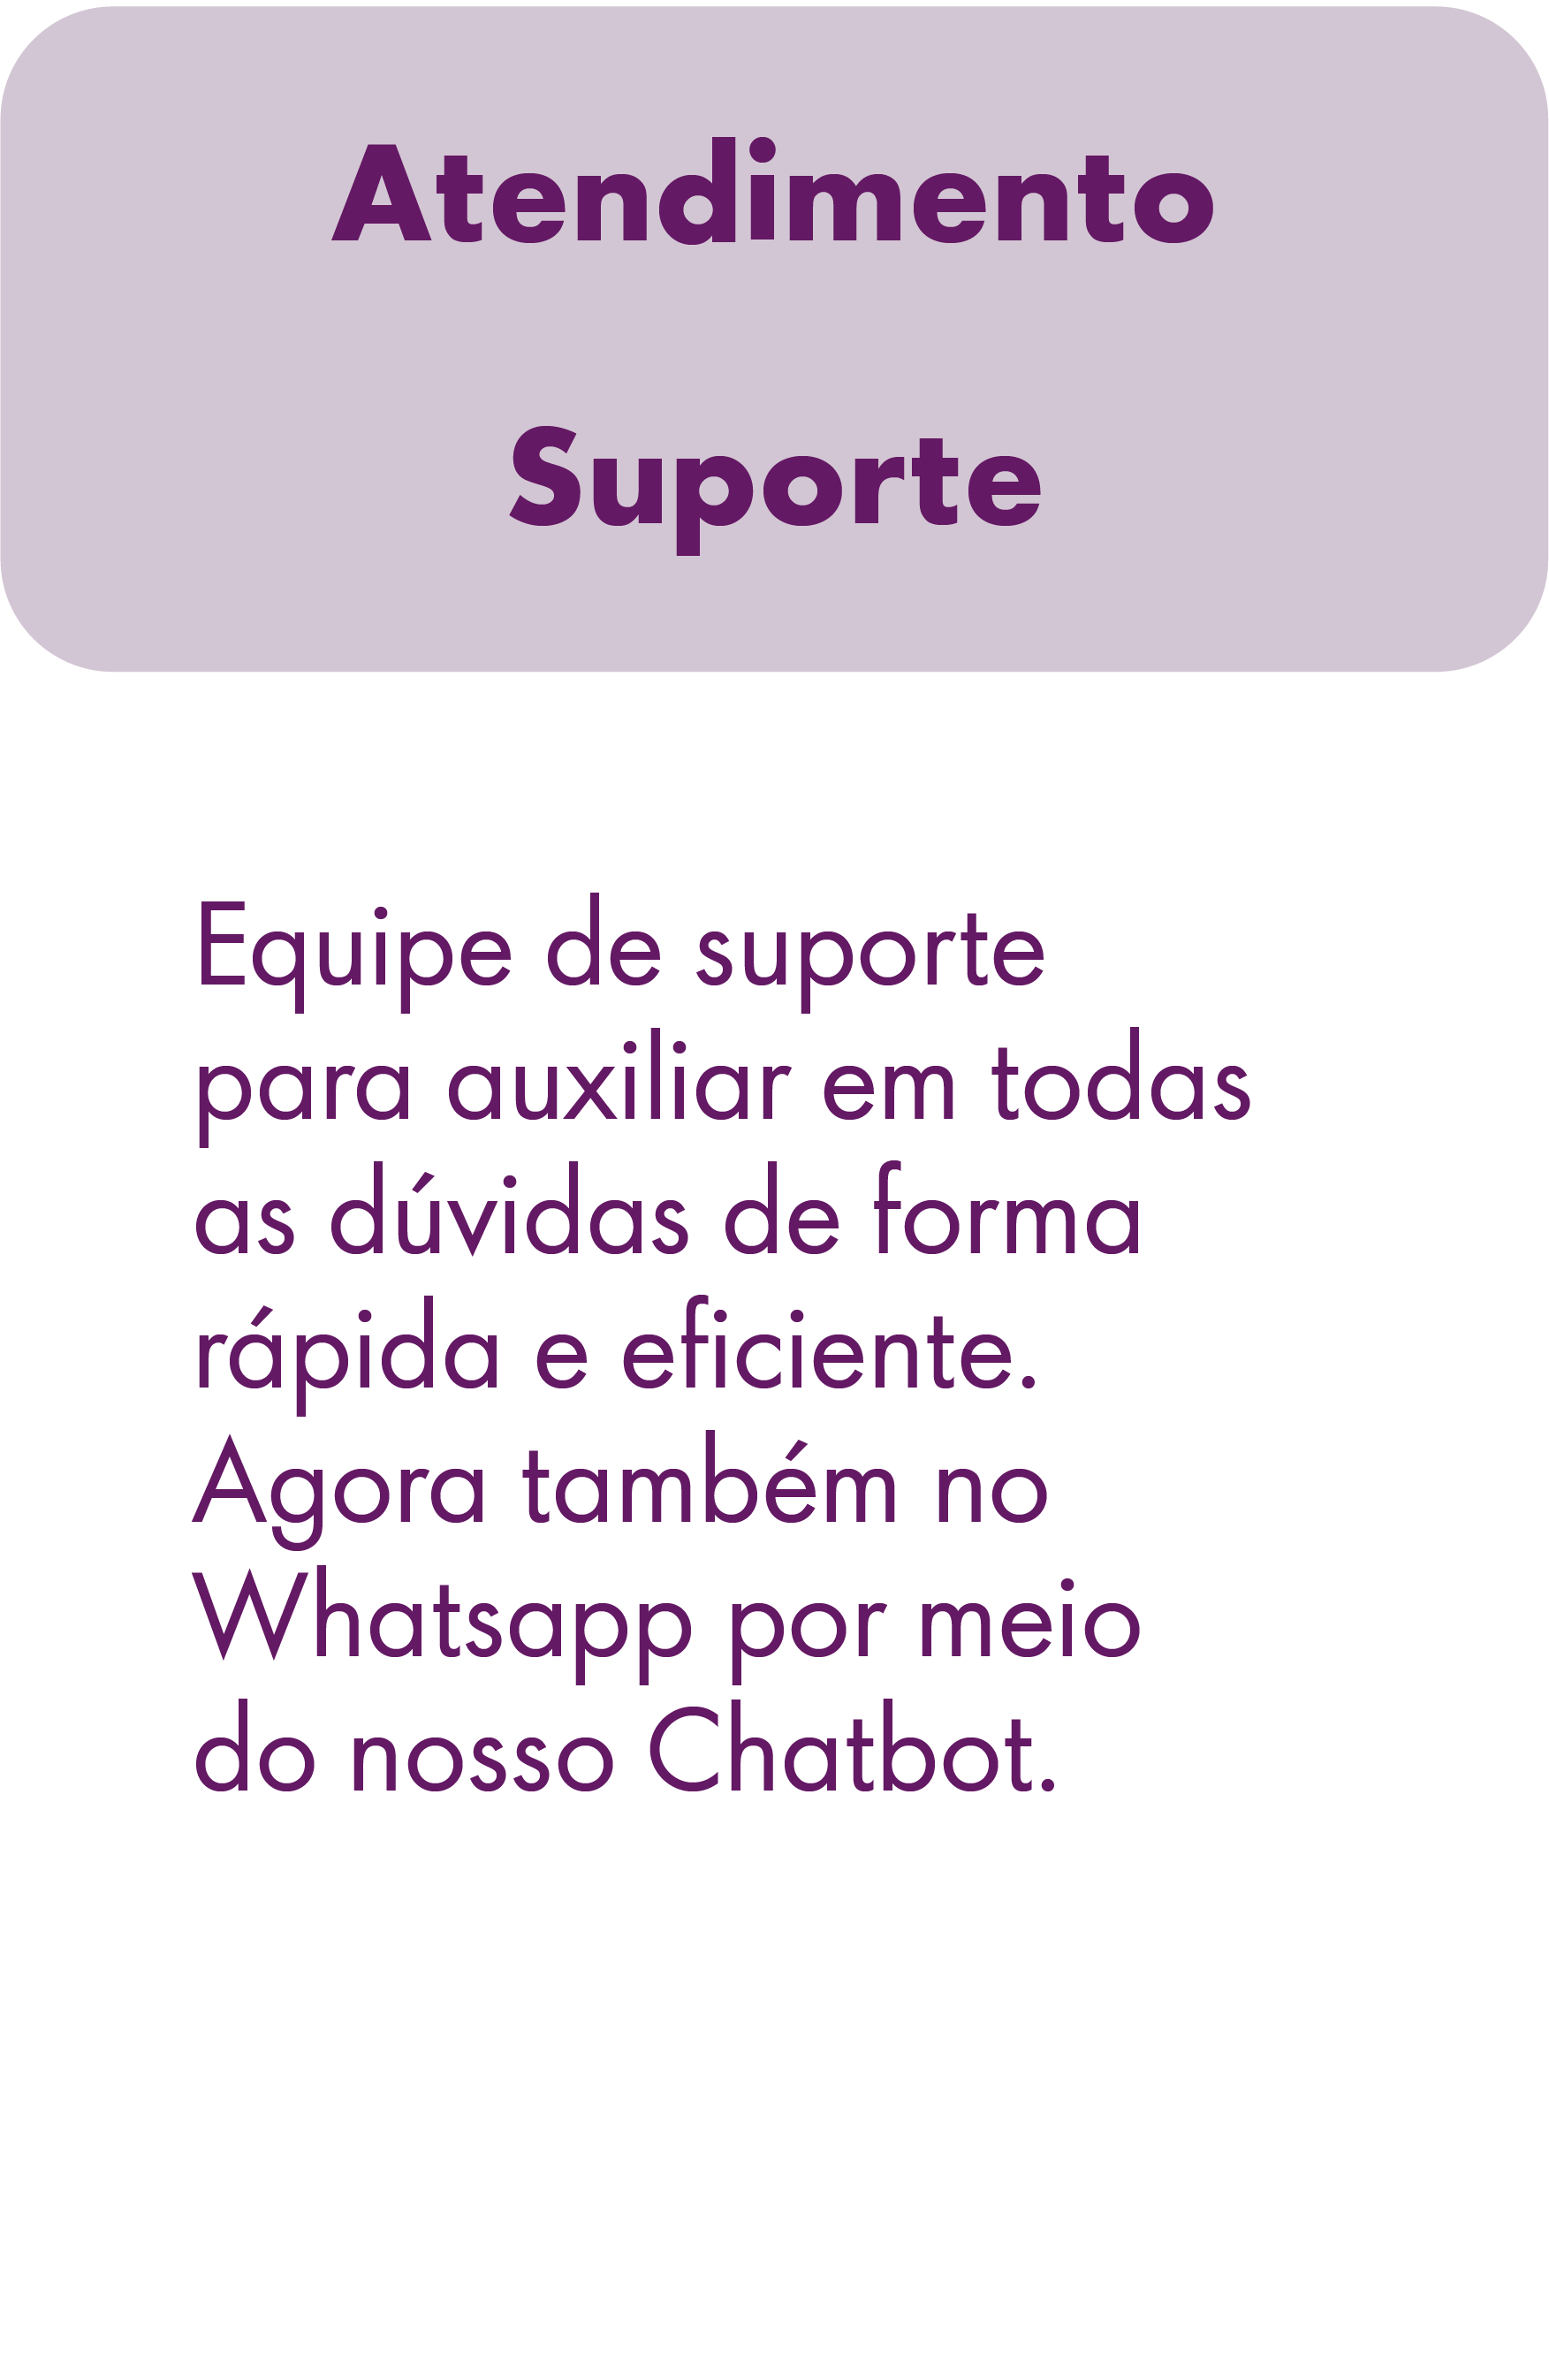 Atendimento
Suporte
Equipe de suporte
para auxiliar em todas
as dúvidas de forma
rápida e eficiente.
Agora também no
Whatsapp por meio
do nosso Chatbot.